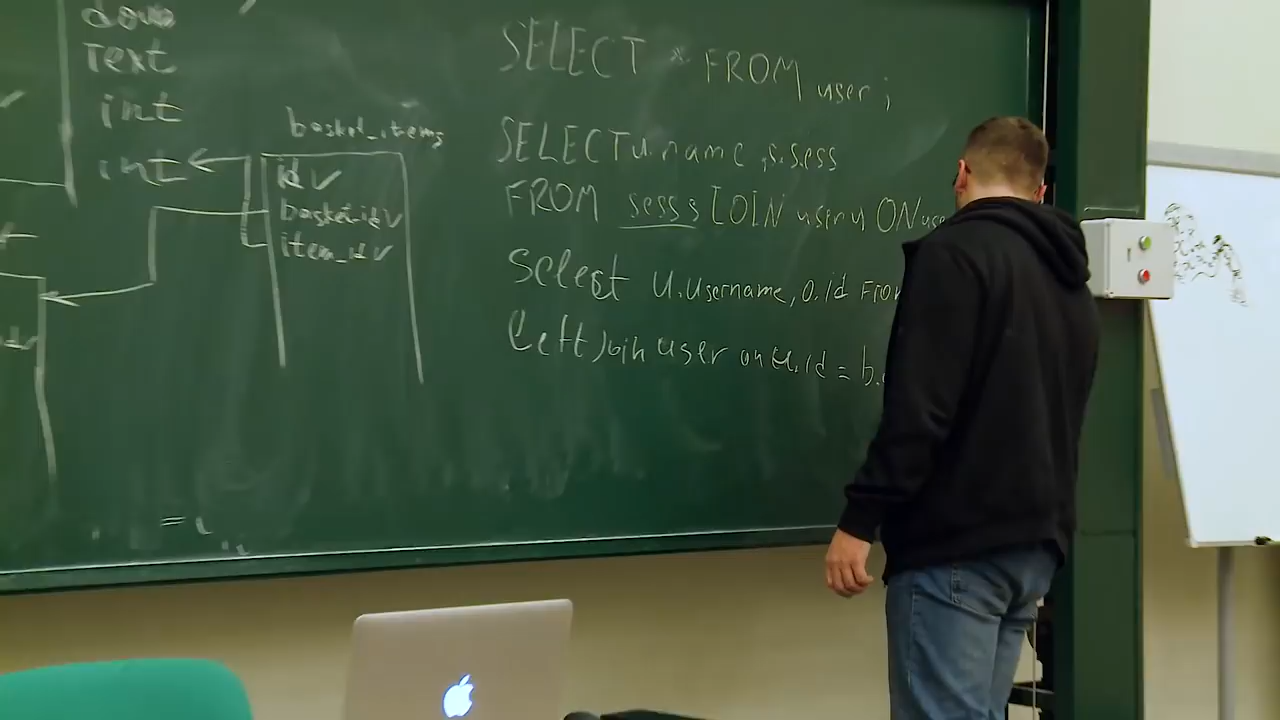 Text
int
int
basket_items
id
basket_id
item_id
SELECT * FROM user;
SELECT u.name, s.sess
FROM sess s JOIN user u ON use
Select u.username, o.id From
left join user on u.id = b.